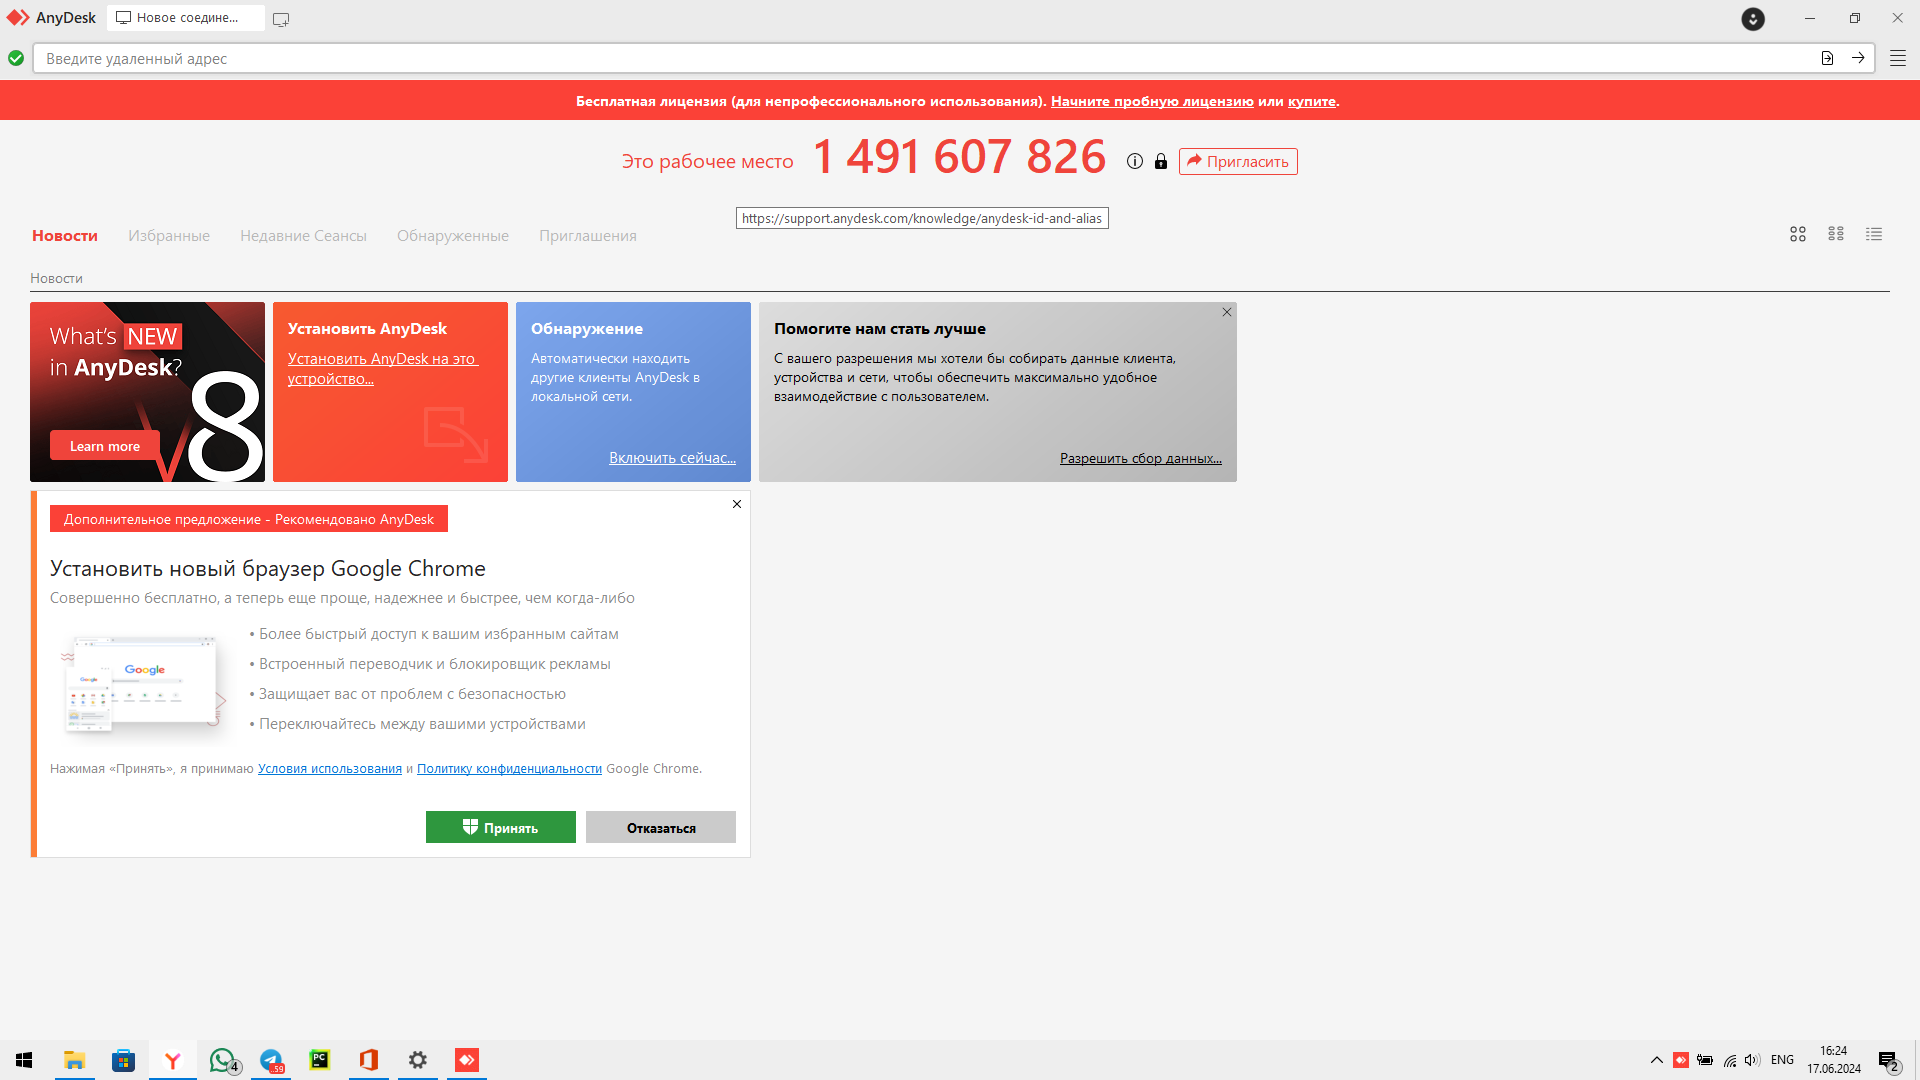 AnyDesk
Новое соедине...
Введите удаленный адрес
Бесплатная лицензия (для непрофессионального использования). Начните пробную лицензию или купите.
Это рабочее место 1 491 607 826 Пригласить
https://support.anydesk.com/knowledge/anydesk-id-and-alias
Новости Избранные Недавние Сеансы Обнаруженные Приглашения
Новости
What's NEW
in AnyDesk?
V8
Learn more
Установить AnyDesk
Установить AnyDesk на это
устройство...
Обнаружение
Автоматически находить
другие клиенты AnyDesk в
локальной сети.
Включить сейчас...
Помогите нам стать лучше
С вашего разрешения мы хотели бы собирать данные клиента,
устройства и сети, чтобы обеспечить максимально удобное
взаимодействие с пользователем.
Разрешить сбор данных...
Дополнительное предложение - Рекомендовано AnyDesk
Установить новый браузер Google Chrome
Совершенно бесплатно, а теперь еще проще, надежнее и быстрее, чем когда-либо
Google
Google
• Более быстрый доступ к вашим избранным сайтам
• Встроенный переводчик и блокировщик рекламы
• Защищает вас от проблем с безопасностью
• Переключайтесь между вашими устройствами
Нажимая «Принять», я принимаю Условия использования и Политику конфиденциальности Google Chrome.
Принять
Отказаться
4
59
PC
ENG
16:24
17.06.2024
2